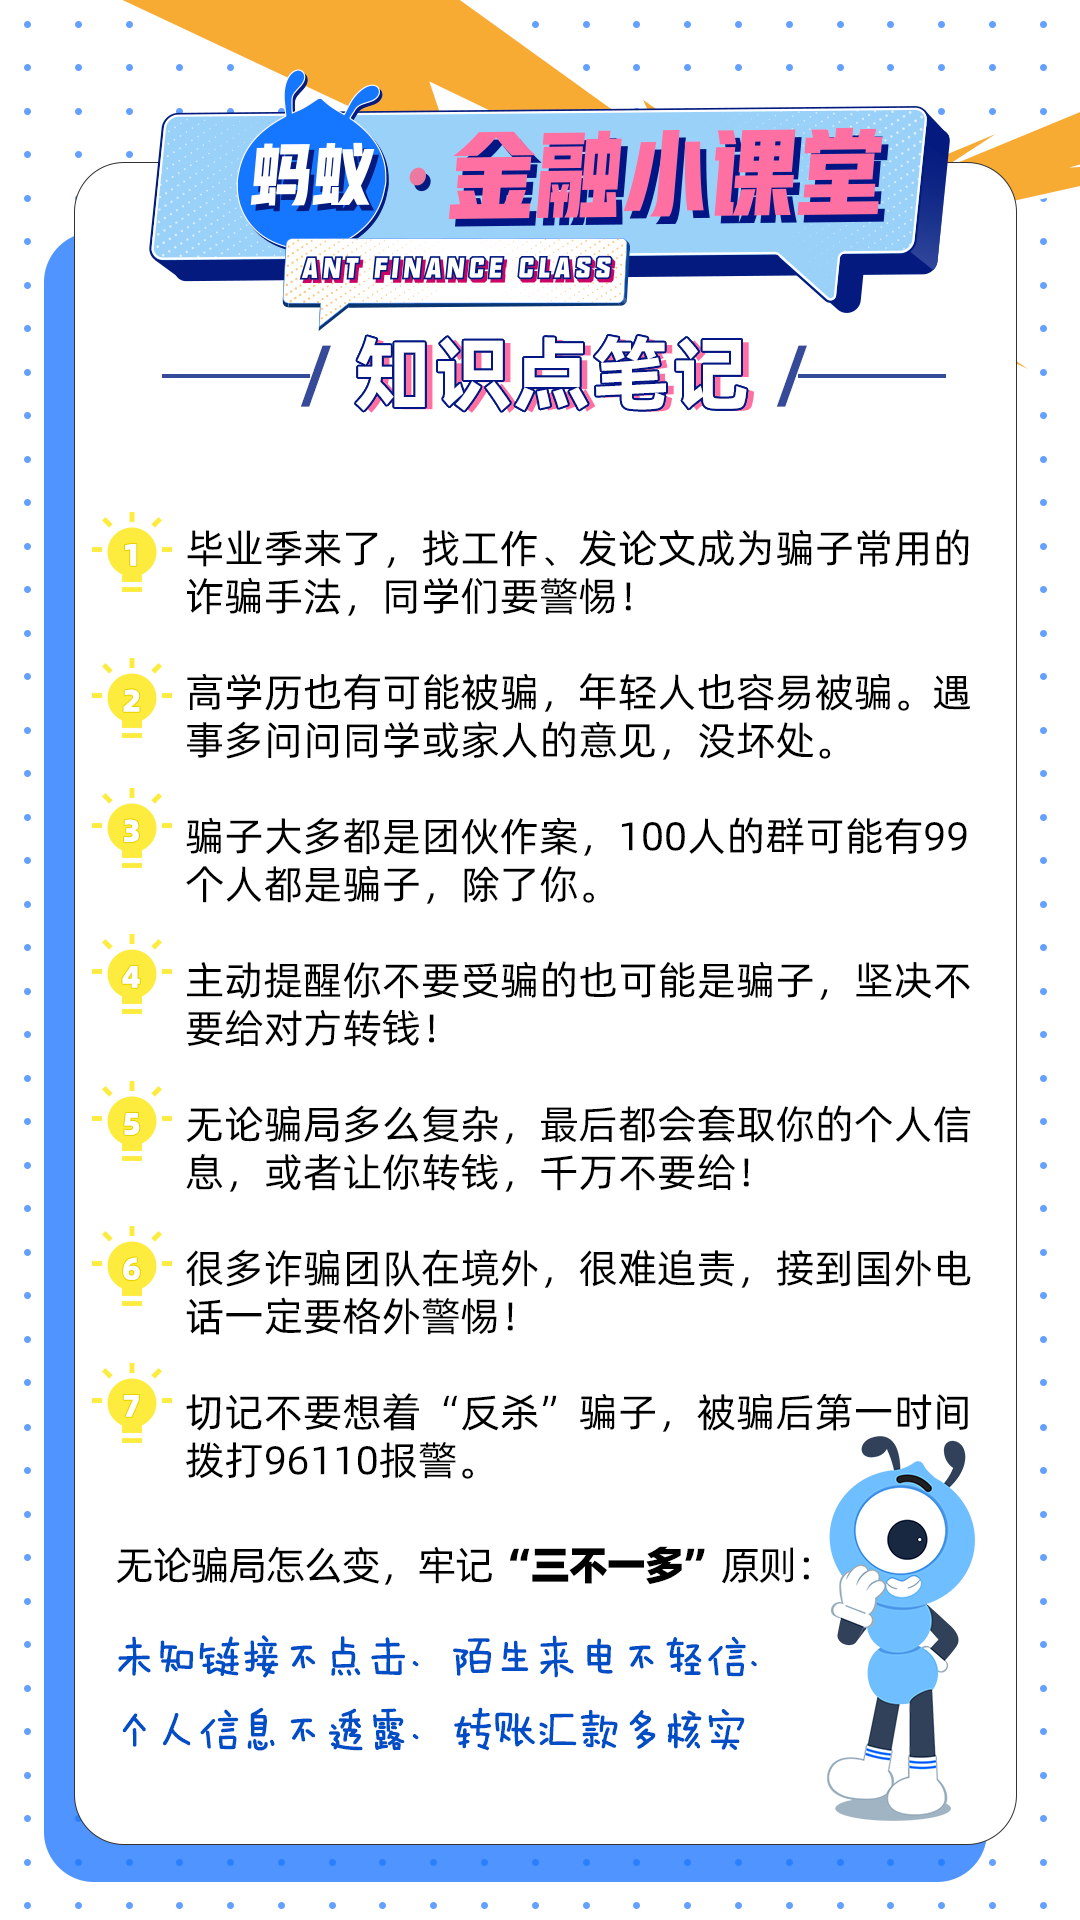 蚂蚁·金融小课堂
ANT FINANCE CLASS
知识点笔记
1 毕业季来了，找工作、发论文成为骗子常用的
诈骗手法，同学们要警惕！
2 高学历也有可能被骗，年轻人也容易被骗。遇
事多问问同学或家人的意见，没坏处。
3 骗子大多都是团伙作案，100人的群可能有99
个人都是骗子，除了你。
4 主动提醒你不要受骗的也可能是骗子，坚决不
要给对方转钱！
5 无论骗局多么复杂，最后都会套取你的个人信
息，或者让你转钱，千万不要给！
6 很多诈骗团队在境外，很难追责，接到国外电
话一定要格外警惕！
7 切记不要想着“反杀”骗子，被骗后第一时间
拨打96110报警。
无论骗局怎么变，牢记“三不一多”原则：
未知链接不点击、陌生来电不轻信、
个人信息不透露、转账汇款多核实